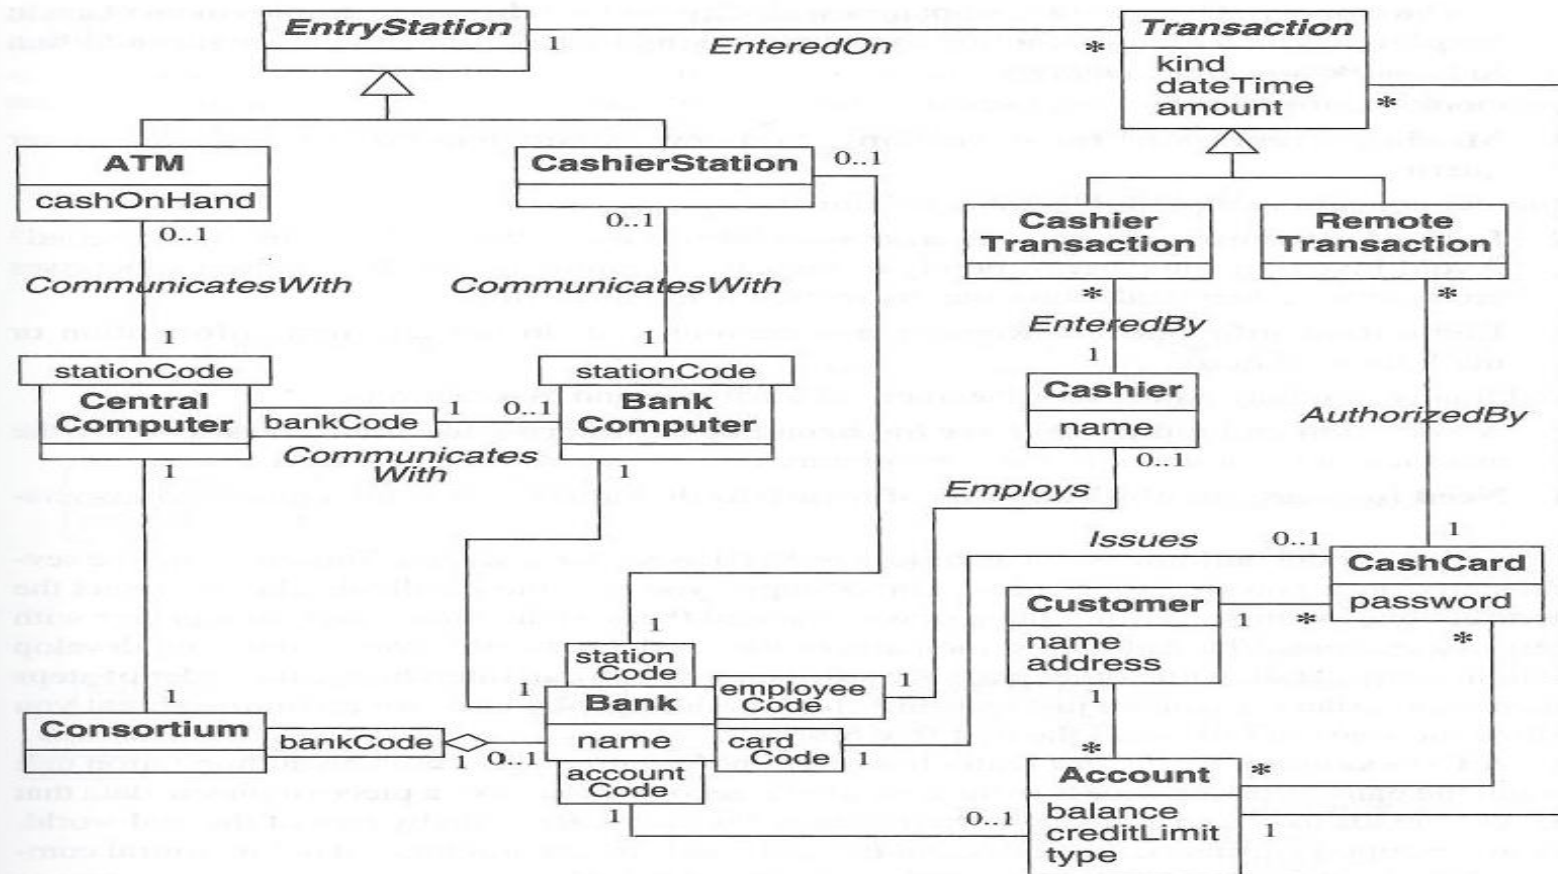 EntryStation
1
EnteredOn
*
Transaction
kind
dateTime
amount
*
ATM
cashOnHand
0..1
CashierStation
0..1
0..1
Cashier
Transaction
Remote
Transaction
CommunicatesWith
CommunicatesWith
*
*
EnteredBy
1
1
1
stationCode
stationCode
Central
Computer
bankCode
1
0..1
Bank
Computer
Cashier
name
AuthorizedBy
Communicates
With
1
1
0..1
Employs
Issues
0..1
1
CashCard
password
Customer
name
address
1
*
*
1
station
Code
1
1
Bank
name
employee
Code
1
1
*
Consortium
bankCode
1
0..1
card
Code
1
account
Code
1
0..1
Account
balance
creditLimit
type
*
1